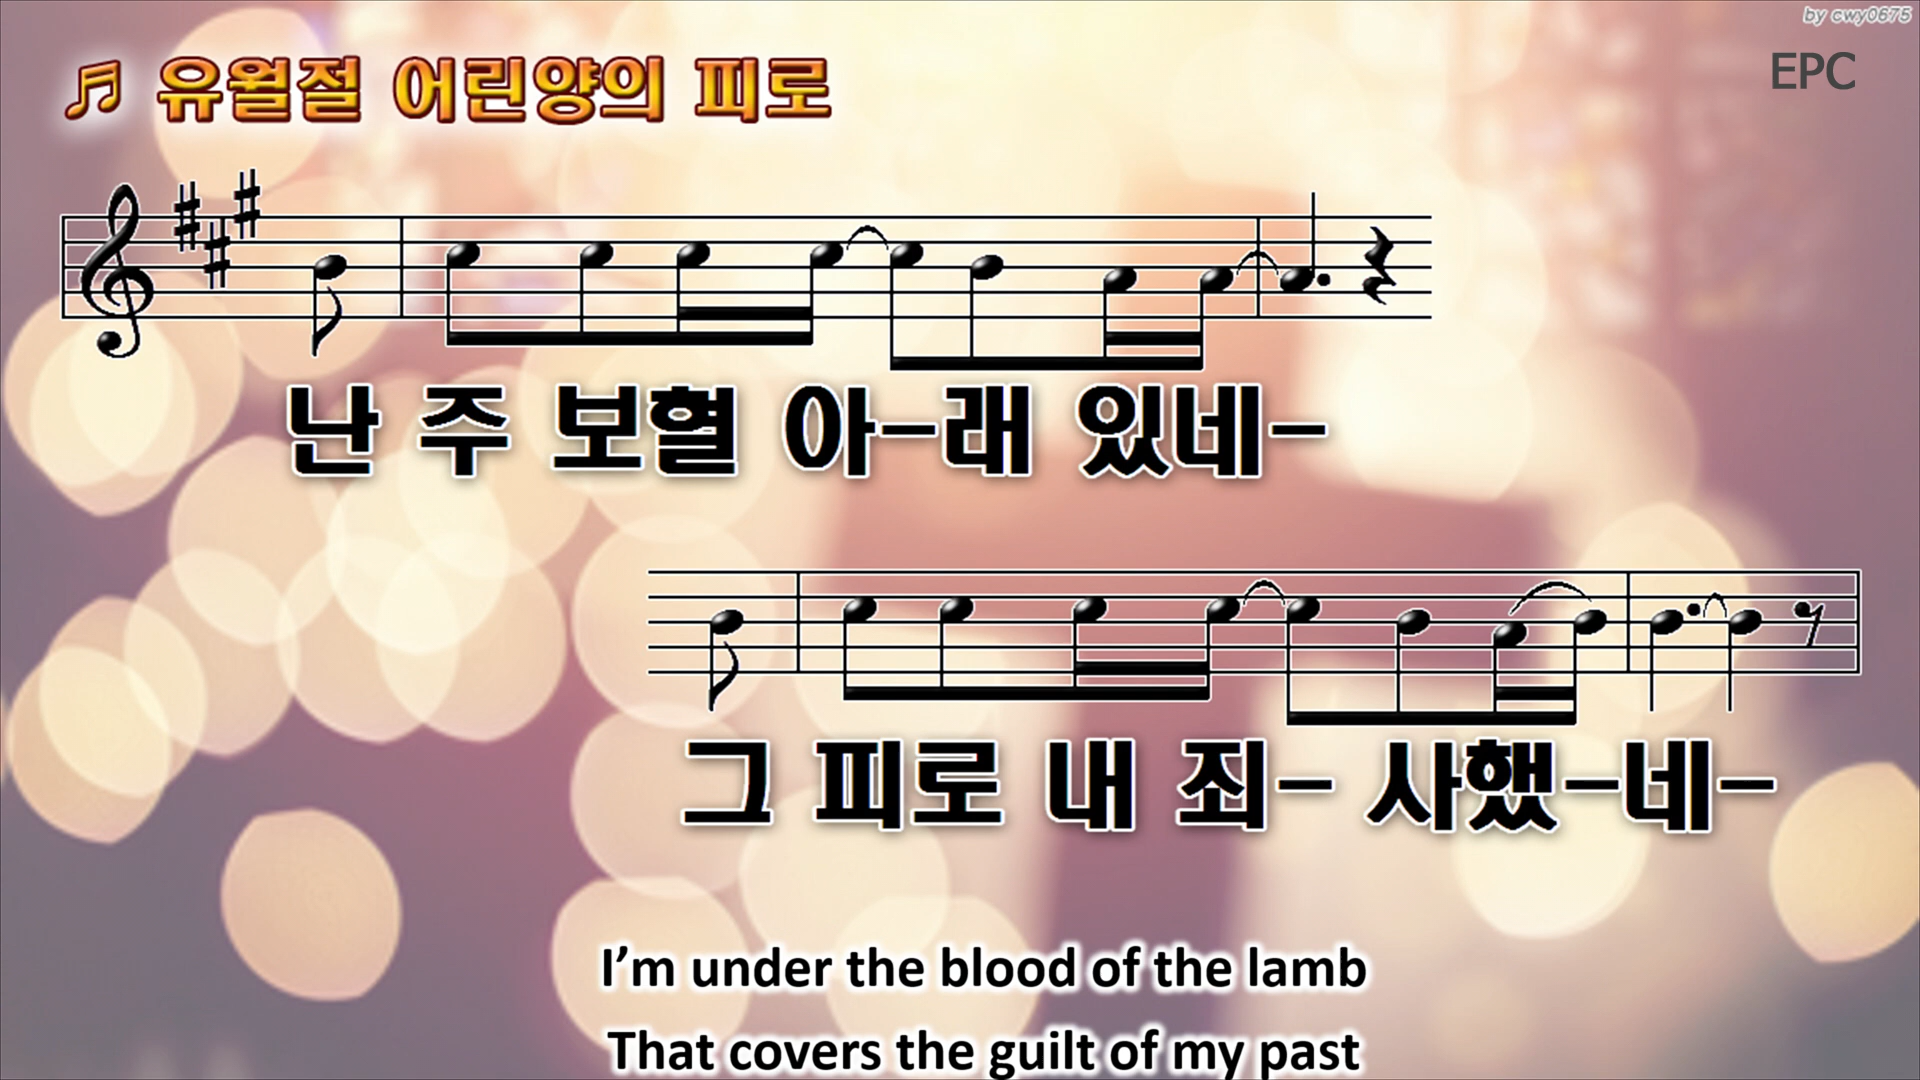 by cwy0675
EPC
유월절 어린양의 피로
난 주 보혈 아-래 있네-
그 피로 내 죄- 사했-네-
I’m under the blood of the lamb
That covers the guilt of my past